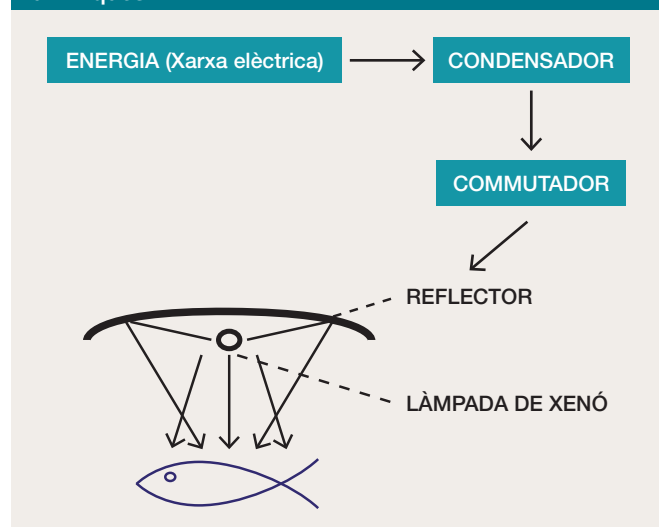 ENERGIA (Xarxa elèctrica)
CONDENSADOR
COMMUTADOR
REFLECTOR
LÀMPADA DE XENÓ